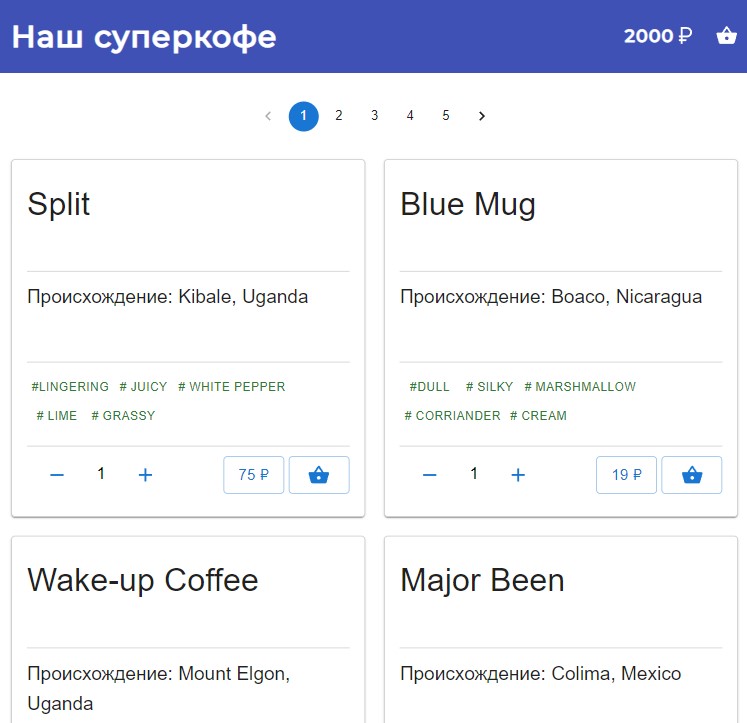 Наш суперкофе
2000 ₽
1 2 3 4 5
Split
Происхождение: Kibale, Uganda
#LINGERING # JUICY # WHITE PEPPER
# LIME # GRASSY
− 1 + 75 ₽
Blue Mug
Происхождение: Boaco, Nicaragua
#DULL # SILKY # MARSHMALLOW
# CORRIANDER # CREAM
− 1 + 19 ₽
Wake-up Coffee
Происхождение: Mount Elgon,
Uganda
Major Been
Происхождение: Colima, Mexico